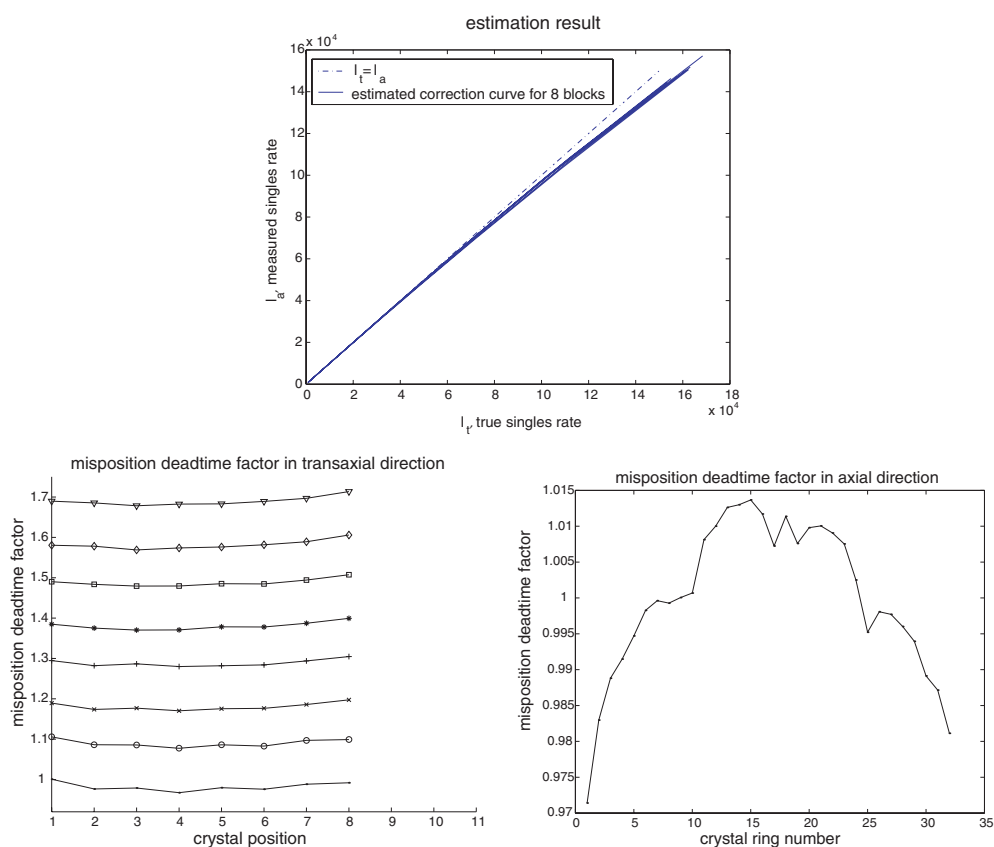 estimation result
16 x 10⁴
I_t=I_a
estimated correction curve for 8 blocks
14
12
10
8
6
4
2
0
I_a, measured singles rate
0 2 4 6 8 10 12 14 16 18
x 10⁴
I_t, true singles rate
misposition deadtime factor in transaxial direction
1.7
1.6
1.5
1.4
1.3
1.2
1.1
1
misposition deadtime factor
1 2 3 4 5 6 7 8 9 10 11
crystal position
misposition deadtime factor in axial direction
1.015
1.01
1.005
1
0.995
0.99
0.985
0.98
0.975
0.97
misposition deadtime factor
0 5 10 15 20 25 30 35
crystal ring number